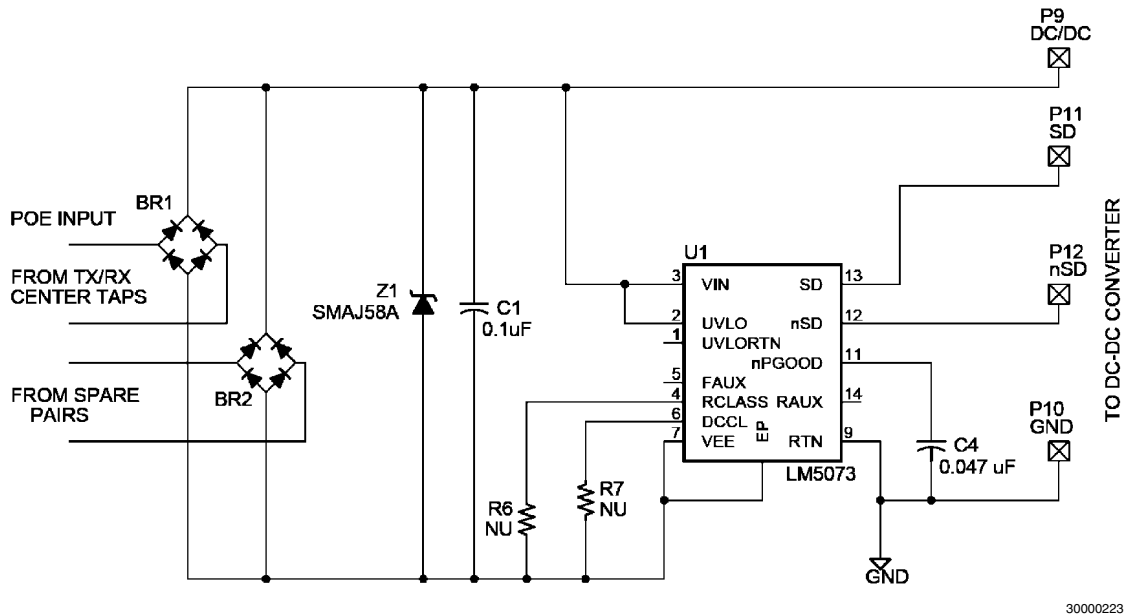 P9
DC/DC
P11
SD
BR1
POE INPUT
FROM TX/RX
CENTER TAPS
BR2
FROM SPARE
PAIRS
Z1
SMAJ58A
C1
0.1uF
U1
3
VIN
SD
13
2
UVLO
nSD
12
1
UVLORTN
nPGOOD
11
5
FAUX
4
RCLASS
RAUX
14
6
DCCL
7
VEE
EP
RTN
9
LM5073
P12
nSD
P10
GND
TO DC-DC CONVERTER
C4
0.047 uF
R6
NU
R7
NU
GND
30000223